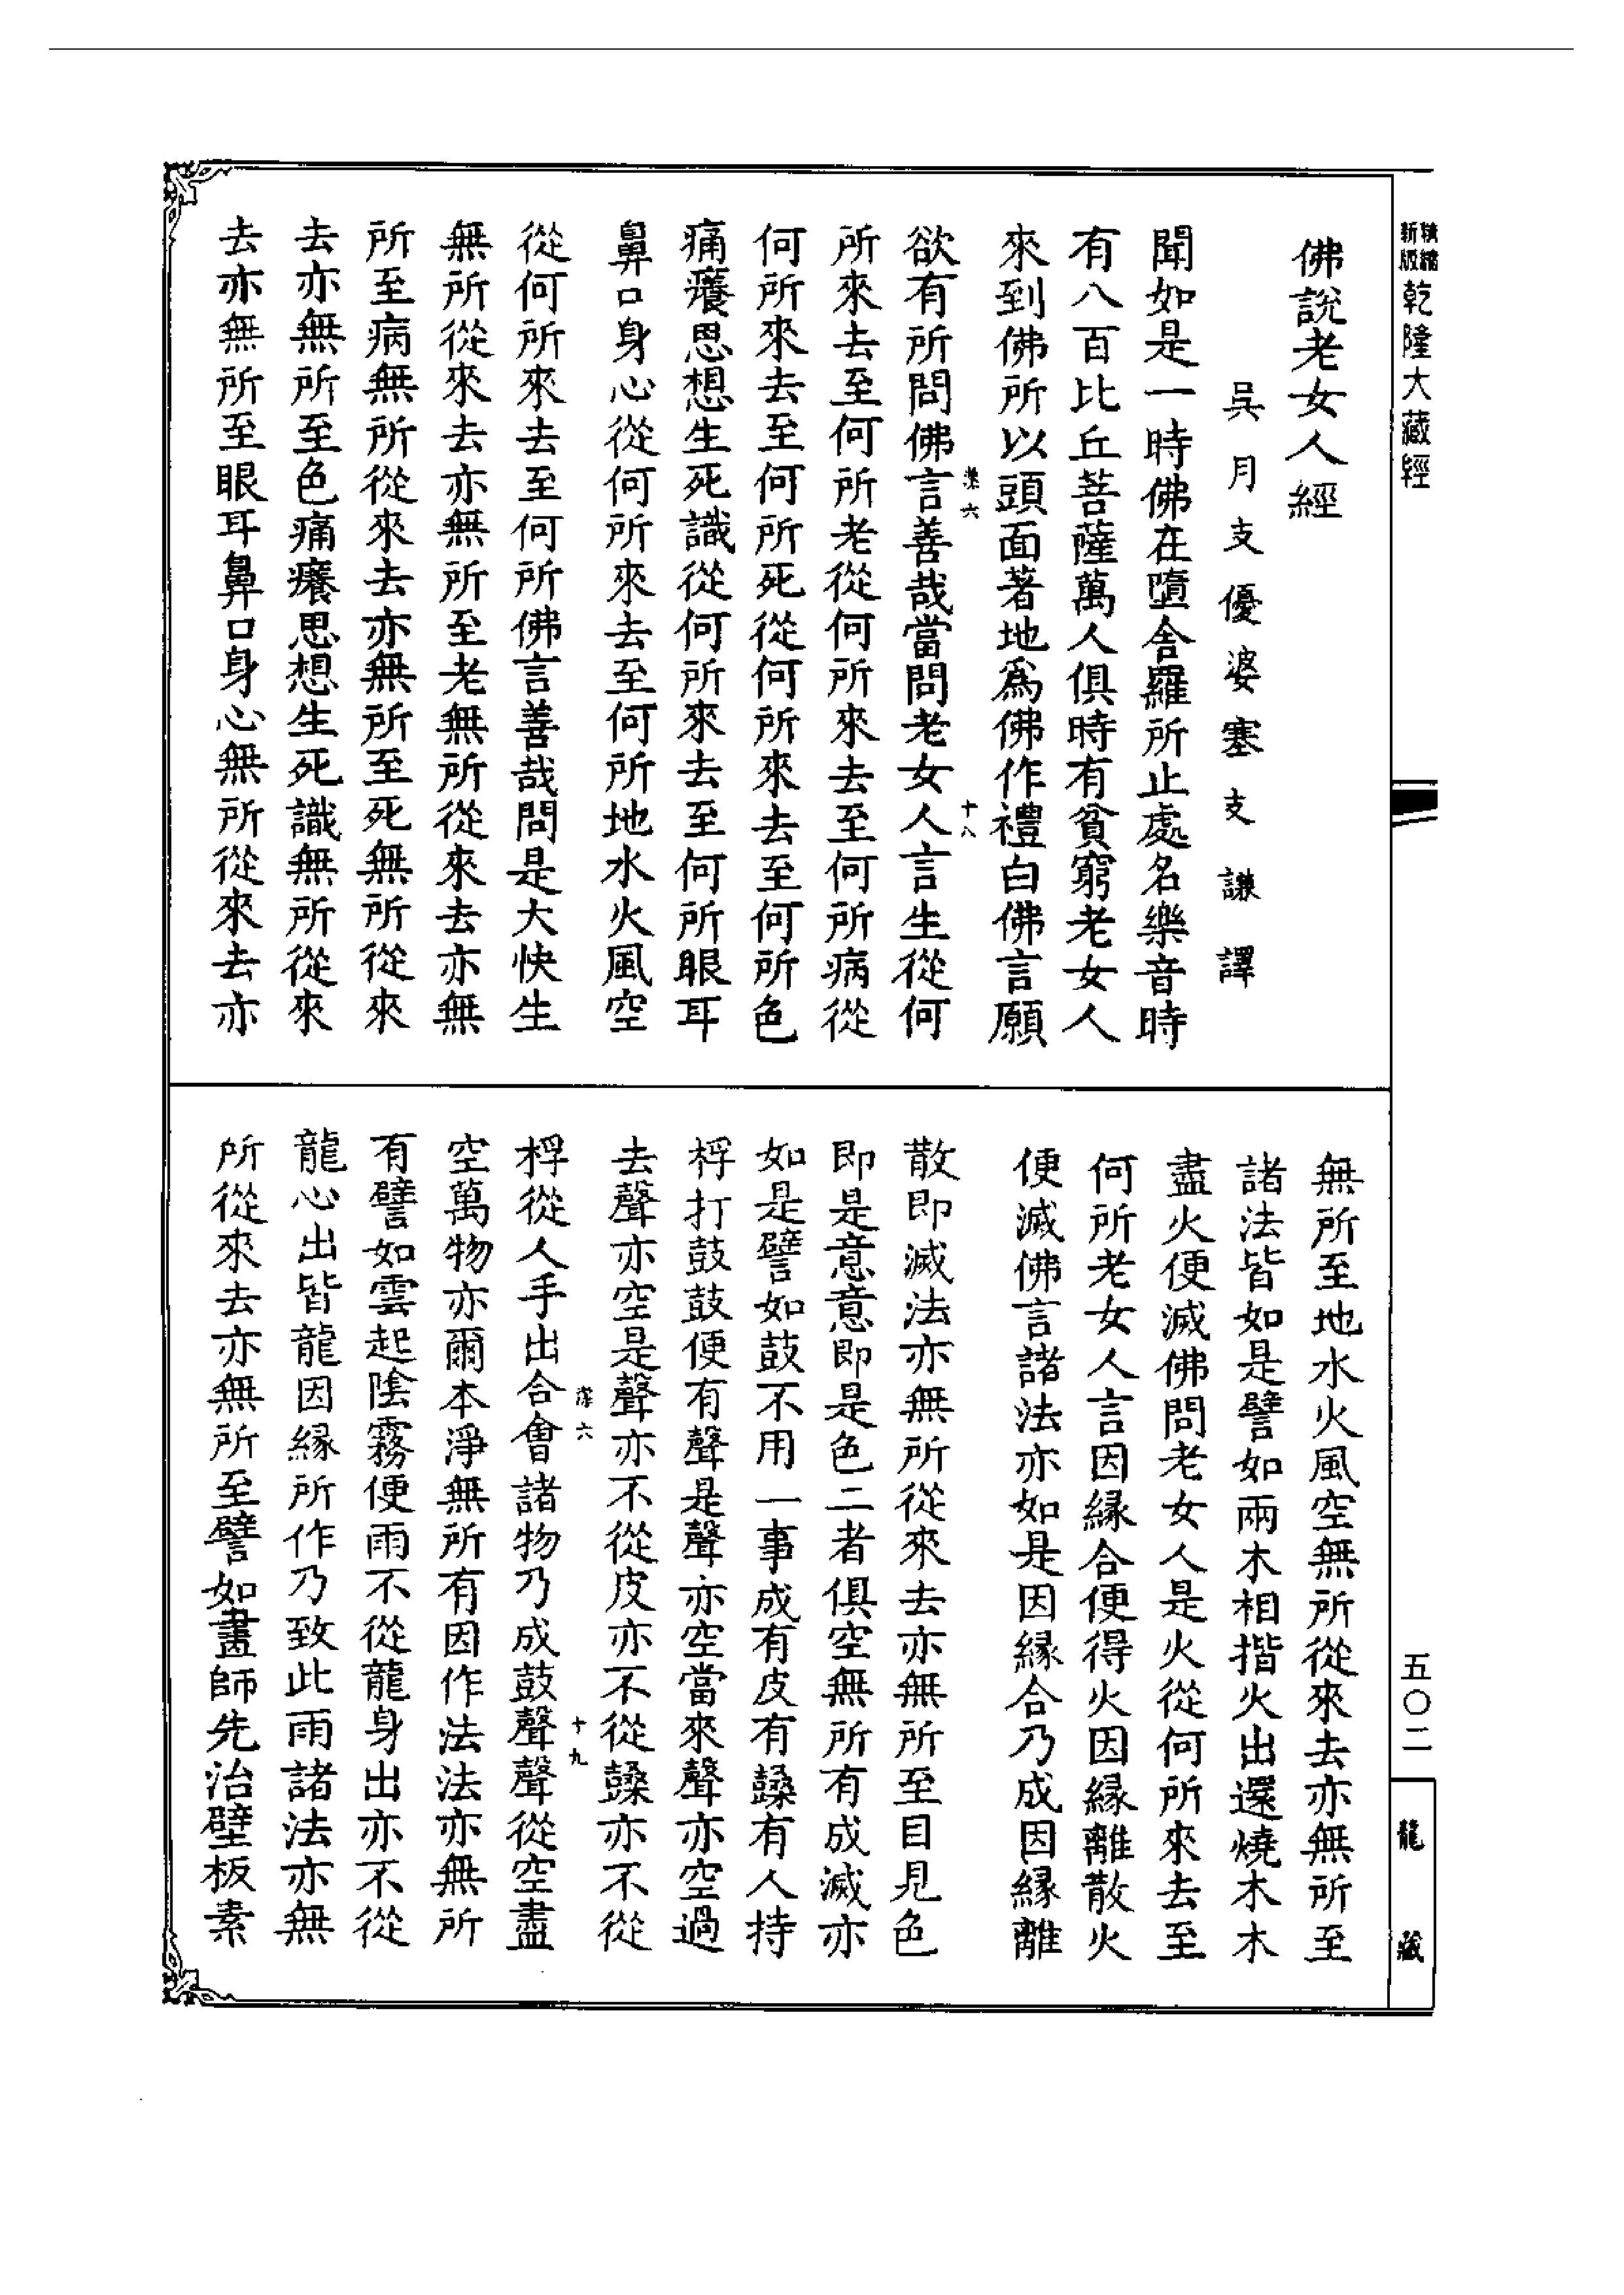 精縮
新版
乾隆大藏經
五〇二
龍藏
佛說老女人經
吳月支優婆塞支謙譯
聞如是一時佛在墮舍羅所止處名樂音時
有八百比丘菩薩萬人俱時有貧窮老女人
來到佛所以頭面著地爲佛作禮白佛言願
六
十八
欲有所問佛言善哉當問老女人言生從何
所來去至何所老從何所來去至何所病從
何所來去至何所死從何所來去至何所色
痛癢思想生死識從何所來去至何所眼耳
鼻口身心從何所來去至何所地水火風空
從何所來去至何所佛言善哉問是大快生
無所從來去亦無所至老無所從來去亦無
所至病無所從來去亦無所至死無所從來
去亦無所至色痛癢思想生死識無所從來
去亦無所至眼耳鼻口身心無所從來去亦
無所至地水火風空無所從來去亦無所至
諸法皆如是譬如兩木相揩火出還燒木木
盡火便滅佛問老女人是火從何所來去至
何所老女人言因緣合便得火因緣離散火
便滅佛言諸法亦如是因緣合乃成因緣離
散即滅法亦無所從來去亦無所至目見色
即是意意即是色二者俱空無所有成滅亦
如是譬如鼓不用一事成有皮有鼞有人持
桴打鼓鼓便有聲是聲亦空當來聲亦空過
去聲亦空是聲亦不從皮亦不從鼞亦不從
六
十九
桴從人手出合會諸物乃成鼓聲聲從空盡
空萬物亦爾本淨無所有因作法法亦無所
有譬如雲起陰霧便雨不從龍身出亦不從
龍心出皆龍因緣所作乃致此雨諸法亦無
所從來去亦無所至譬如畫師先治壁板素